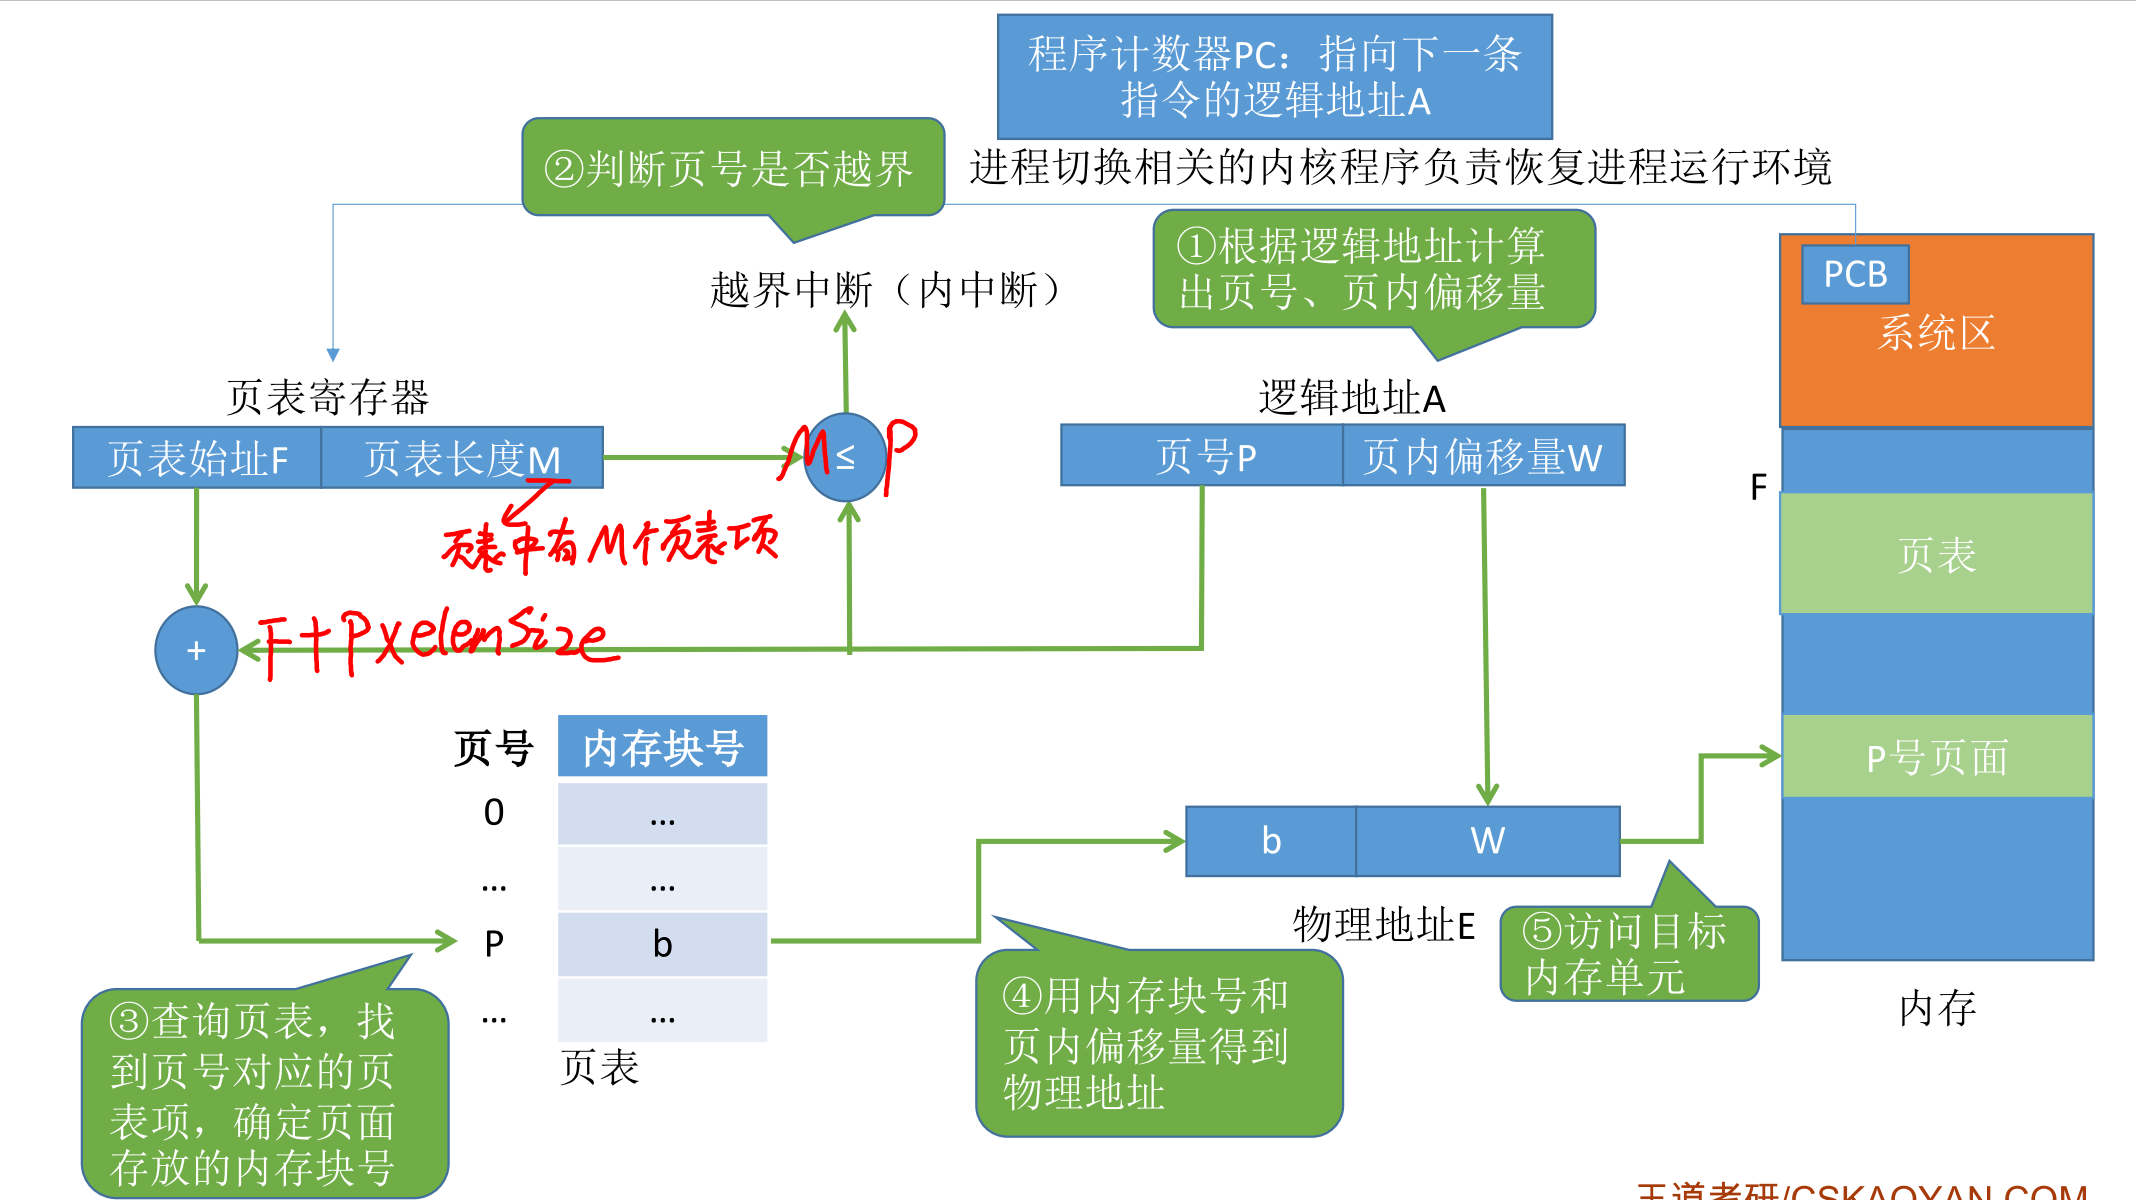 程序计数器PC：指向下一条
指令的逻辑地址A
②判断页号是否越界
进程切换相关的内核程序负责恢复进程运行环境
①根据逻辑地址计算
出页号、页内偏移量
PCB
系统区
越界中断（内中断）
页表寄存器
逻辑地址A
页表始址F
页表长度M
M
≤
P
页号P
页内偏移量W
F
页表中有M个页表项
页表
+
F+P×elemSize
页号
内存块号
P号页面
0
…
…
…
b
W
P
b
物理地址E
⑤访问目标
内存单元
…
…
④用内存块号和
页内偏移量得到
物理地址
内存
③查询页表，找
到页号对应的页
表项，确定页面
存放的内存块号
页表
王道考研/CSKAOYAN.COM